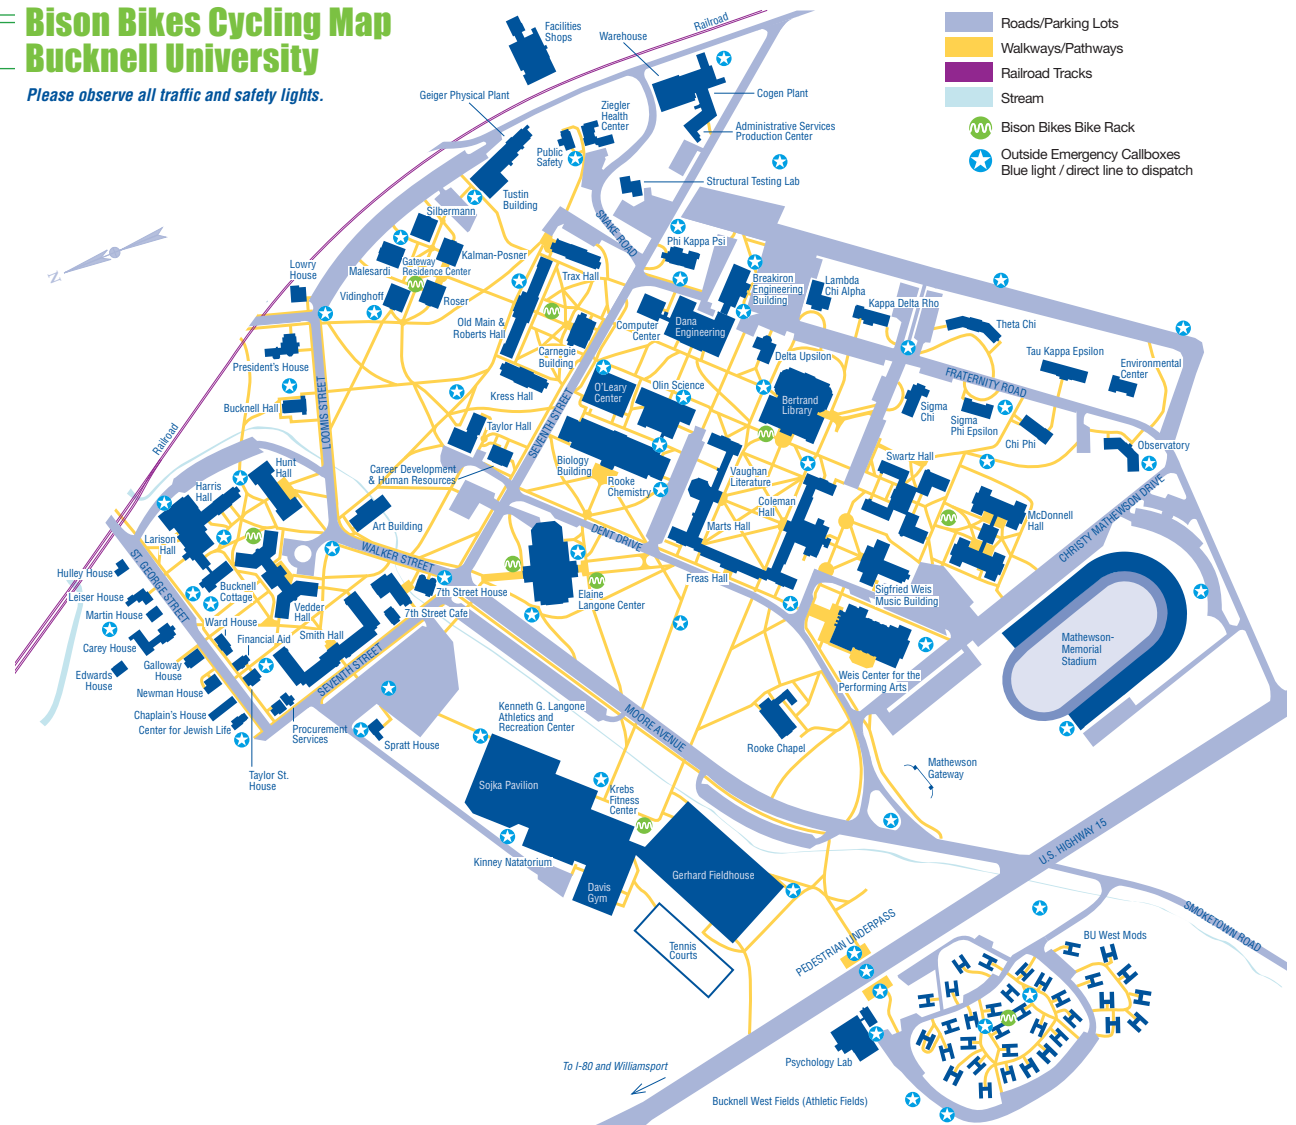 Bison Bikes Cycling Map
Bucknell University
Please observe all traffic and safety lights.
Roads/Parking Lots
Walkways/Pathways
Railroad Tracks
Stream
Bison Bikes Bike Rack
Outside Emergency Callboxes
Blue light / direct line to dispatch
N
Railroad
Facilities
Shops
Warehouse
Geiger Physical Plant
Cogen Plant
Ziegler
Health
Center
Administrative Services
Production Center
Public
Safety
Structural Testing Lab
Tustin
Building
SNAKE ROAD
Silbermann
Phi Kappa Psi
Kalman-Posner
Malesardi
Gateway
Residence Center
Lowry
House
Trax Hall
Breakiron
Engineering
Building
Lambda
Chi Alpha
Vidinghoff
Roser
Kappa Delta Rho
Old Main &
Roberts Hall
Computer
Center
Dana
Engineering
Theta Chi
Carnegie
Building
Delta Upsilon
Tau Kappa Epsilon
Environmental
Center
President's House
FRATERNITY ROAD
Kress Hall
O'Leary
Center
Olin Science
Bertrand
Library
Bucknell Hall
LOOMIS STREET
SEVENTH STREET
Sigma
Chi
Sigma
Phi Epsilon
Chi Phi
Observatory
Taylor Hall
Railroad
Career Development
& Human Resources
Biology
Building
Rooke
Chemistry
Vaughan
Literature
Swartz Hall
Hunt
Hall
Harris
Hall
Coleman
Hall
Marts Hall
McDonnell
Hall
CHRISTY MATHEWSON DRIVE
Art Building
DENT DRIVE
Larison
Hall
WALKER STREET
ST. GEORGE STREET
Freas Hall
Hulley House
Leiser House
Bucknell
Cottage
7th Street House
Elaine
Langone Center
Sigfried Weis
Music Building
Martin House
Vedder
Hall
7th Street Cafe
Ward House
Financial Aid
Smith Hall
Carey House
Mathewson-
Memorial
Stadium
Edwards
House
Galloway
House
SEVENTH STREET
Newman House
Weis Center for the
Performing Arts
Chaplain's House
Center for Jewish Life
Procurement
Services
Spratt House
Kenneth G. Langone
Athletics and
Recreation Center
MOORE AVENUE
Rooke Chapel
Taylor St.
House
Mathewson
Gateway
Sojka Pavilion
Krebs
Fitness
Center
U.S. HIGHWAY 15
Kinney Natatorium
Gerhard Fieldhouse
Davis
Gym
SMOKETOWN ROAD
PEDESTRIAN UNDERPASS
Tennis
Courts
BU West Mods
To I-80 and Williamsport
Psychology Lab
Bucknell West Fields (Athletic Fields)